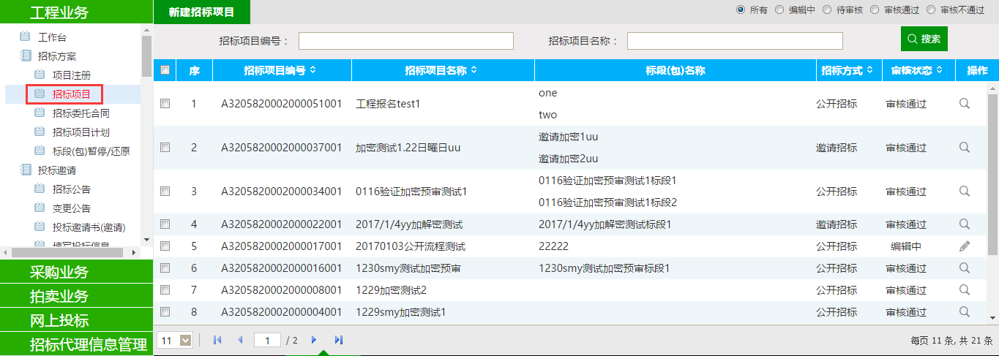 工程业务
工作台
招标方案
项目注册
招标项目
招标委托合同
招标项目计划
标段(包)暂停/还原
投标邀请
招标公告
变更公告
投标邀请书(邀请)
填写投标信息
采购业务
拍卖业务
网上投标
招标代理信息管理
新建招标项目
所有 编辑中 待审核 审核通过 审核不通过
招标项目编号： 招标项目名称： 搜索
序 招标项目编号 招标项目名称 标段(包)名称 招标方式 审核状态 操作
1 A3205820002000051001 工程报名test1 one 公开招标 审核通过
two
2 A3205820002000037001 加密测试1.22日曜日uu 邀请加密1uu 邀请招标 审核通过
邀请加密2uu
3 A3205820002000034001 0116验证加密预审测试1 0116验证加密预审测试1标段1 公开招标 审核通过
0116验证加密预审测试1标段2
4 A3205820002000022001 2017/1/4yy加解密测试 2017/1/4yy加解密测试标段1 邀请招标 审核通过
5 A3205820002000017001 20170103公开流程测试 22222 公开招标 编辑中
6 A3205820002000016001 1230smy测试加密预审 1230smy测试加密预审标段1 公开招标 审核通过
7 A3205820002000008001 1229加密测试2 公开招标 审核通过
8 A3205820002000004001 1229smy加密测试1 公开招标 审核通过
11 1 / 2 每页 11 条, 共 21 条